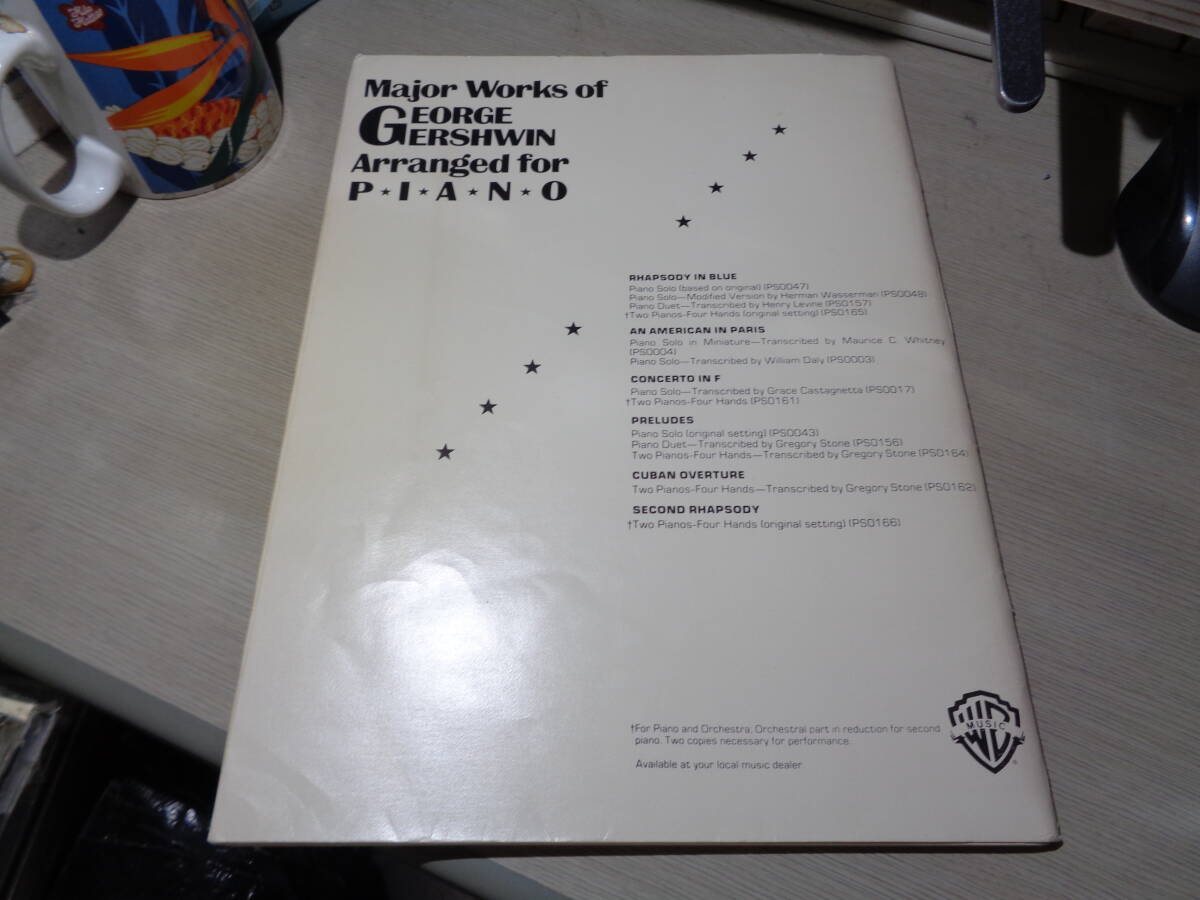 Major Works of
GEORGE
GERSHWIN
Arranged for
P★I★A★N★O
RHAPSODY IN BLUE
Piano Solo (based on original) (PS0047)
Piano Solo—Modified Version by Herman Wasserman (PS0048)
Piano Duet—Transcribed by Henry Levine (PS0157)
†Two Pianos-Four Hands (original setting) (PS0165)
AN AMERICAN IN PARIS
Piano Solo in Miniature—Transcribed by Maurice C. Whitney
(PS0004)
Piano Solo—Transcribed by William Daly (PS0003)
CONCERTO IN F
Piano Solo—Transcribed by Grace Castagnetta (PS0017)
†Two Pianos-Four Hands (PS0161)
PRELUDES
Piano Solo (original setting) (PS0043)
Piano Duet—Transcribed by Gregory Stone (PS0156)
Two Pianos-Four Hands—Transcribed by Gregory Stone (PS0164)
CUBAN OVERTURE
Two Pianos-Four Hands—Transcribed by Gregory Stone (PS0162)
SECOND RHAPSODY
†Two Pianos-Four Hands (original setting) (PS0166)
†For Piano and Orchestra; Orchestral part in reduction for second
piano. Two copies necessary for performance.
Available at your local music dealer.
WB
MUSIC
®